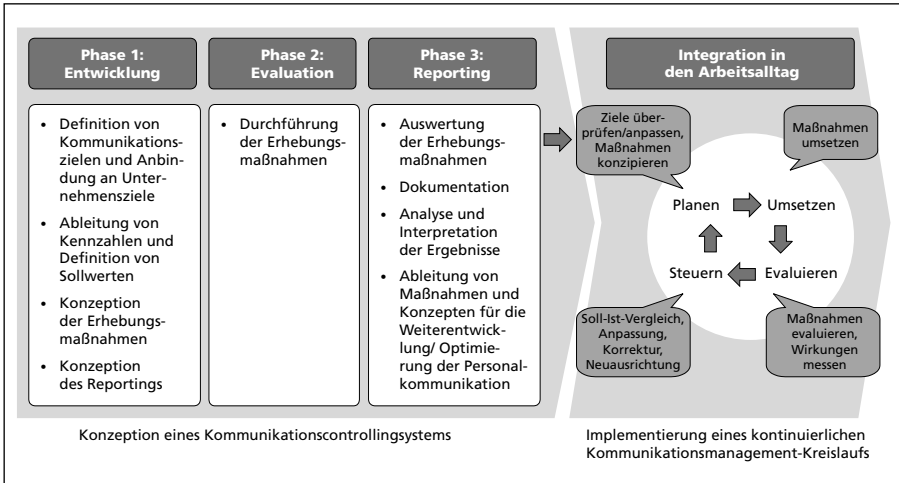 Phase 1:
Entwicklung
Phase 2:
Evaluation
Phase 3:
Reporting
Integration in
den Arbeitsalltag
• Definition von
Kommunikations-
zielen und Anbin-
dung an Unter-
nehmensziele
• Ableitung von
Kennzahlen und
Definition von
Sollwerten
• Konzeption
der Erhebungs-
maßnahmen
• Konzeption
des Reportings
• Durchführung
der Erhebungs-
maßnahmen
• Auswertung
der Erhebungs-
maßnahmen
• Dokumentation
• Analyse und
Interpretation
der Ergebnisse
• Ableitung von
Maßnahmen und
Konzepten für die
Weiterentwick-
lung/ Optimie-
rung der Personal-
kommunikation
Ziele über-
prüfen/anpassen,
Maßnahmen
konzipieren
Maßnahmen
umsetzen
Planen
Umsetzen
Steuern
Evaluieren
Soll-Ist-Vergleich,
Anpassung,
Korrektur,
Neuausrichtung
Maßnahmen
evaluieren,
Wirkungen
messen
Konzeption eines Kommunikationscontrollingsystems
Implementierung eines kontinuierlichen
Kommunikationsmanagement-Kreislaufs